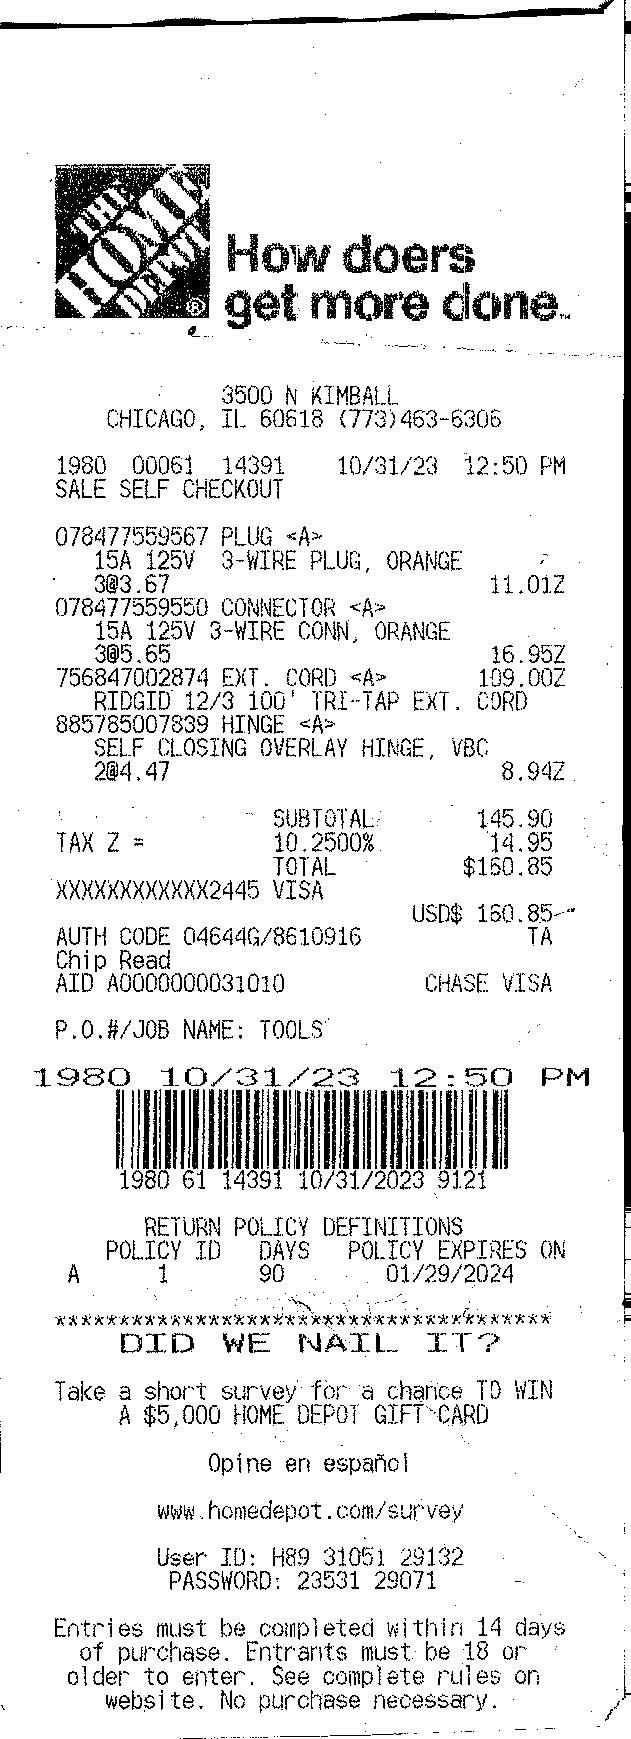 THE
HOME
DEPOT
®
How doers
get more done™
3500 N KIMBALL
CHICAGO, IL 60618 (773)463-6306
1980 00061 14391 10/31/23 12:50 PM
SALE SELF CHECKOUT
078477559567 PLUG <A>
15A 125V 3-WIRE PLUG, ORANGE
3@3.67 11.01Z
078477559550 CONNECTOR <A>
15A 125V 3-WIRE CONN, ORANGE
3@5.65 16.95Z
756847002874 EXT. CORD <A> 109.00Z
RIDGID 12/3 100' TRI-TAP EXT. CORD
885785007839 HINGE <A>
SELF CLOSING OVERLAY HINGE, VBC
2@4.47 8.94Z
SUBTOTAL 145.90
TAX Z = 10.2500% 14.95
TOTAL $160.85
XXXXXXXXXXXX2445 VISA
USD$ 160.85
AUTH CODE 04644G/8610916 TA
Chip Read
AID A0000000031010 CHASE VISA
P.O.#/JOB NAME: TOOLS
1980 10/31/23 12:50 PM
1980 61 14391 10/31/2023 9121
RETURN POLICY DEFINITIONS
POLICY ID DAYS POLICY EXPIRES ON
A 1 90 01/29/2024
***************************************
DID WE NAIL IT?
Take a short survey for a chance TO WIN
A $5,000 HOME DEPOT GIFT CARD
Opine en español
www.homedepot.com/survey
User ID: H89 31051 29132
PASSWORD: 23531 29071
Entries must be completed within 14 days
of purchase. Entrants must be 18 or
older to enter. See complete rules on
website. No purchase necessary.